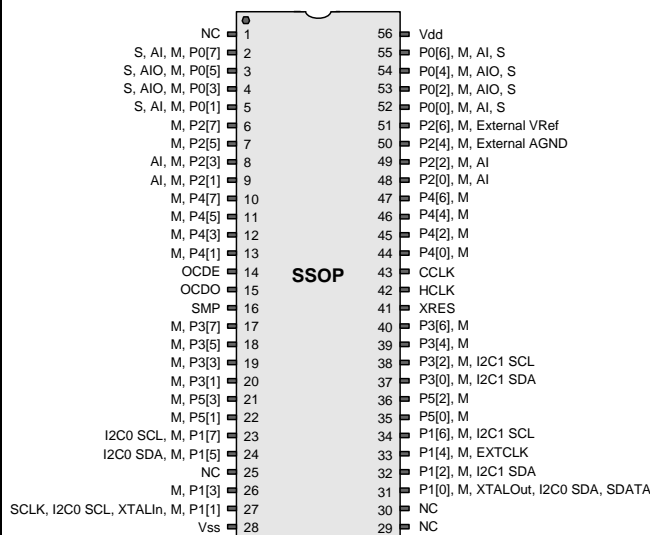 NC 1 56 Vdd
S, AI, M, P0[7] 2 55 P0[6], M, AI, S
S, AIO, M, P0[5] 3 54 P0[4], M, AIO, S
S, AIO, M, P0[3] 4 53 P0[2], M, AIO, S
S, AI, M, P0[1] 5 52 P0[0], M, AI, S
M, P2[7] 6 51 P2[6], M, External VRef
M, P2[5] 7 50 P2[4], M, External AGND
AI, M, P2[3] 8 49 P2[2], M, AI
AI, M, P2[1] 9 48 P2[0], M, AI
M, P4[7] 10 47 P4[6], M
M, P4[5] 11 46 P4[4], M
M, P4[3] 12 45 P4[2], M
M, P4[1] 13 44 P4[0], M
OCDE 14 SSOP 43 CCLK
OCDO 15 42 HCLK
SMP 16 41 XRES
M, P3[7] 17 40 P3[6], M
M, P3[5] 18 39 P3[4], M
M, P3[3] 19 38 P3[2], M, I2C1 SCL
M, P3[1] 20 37 P3[0], M, I2C1 SDA
M, P5[3] 21 36 P5[2], M
M, P5[1] 22 35 P5[0], M
I2C0 SCL, M, P1[7] 23 34 P1[6], M, I2C1 SCL
I2C0 SDA, M, P1[5] 24 33 P1[4], M, EXTCLK
NC 25 32 P1[2], M, I2C1 SDA
M, P1[3] 26 31 P1[0], M, XTALOut, I2C0 SDA, SDATA
SCLK, I2C0 SCL, XTALIn, M, P1[1] 27 30 NC
Vss 28 29 NC